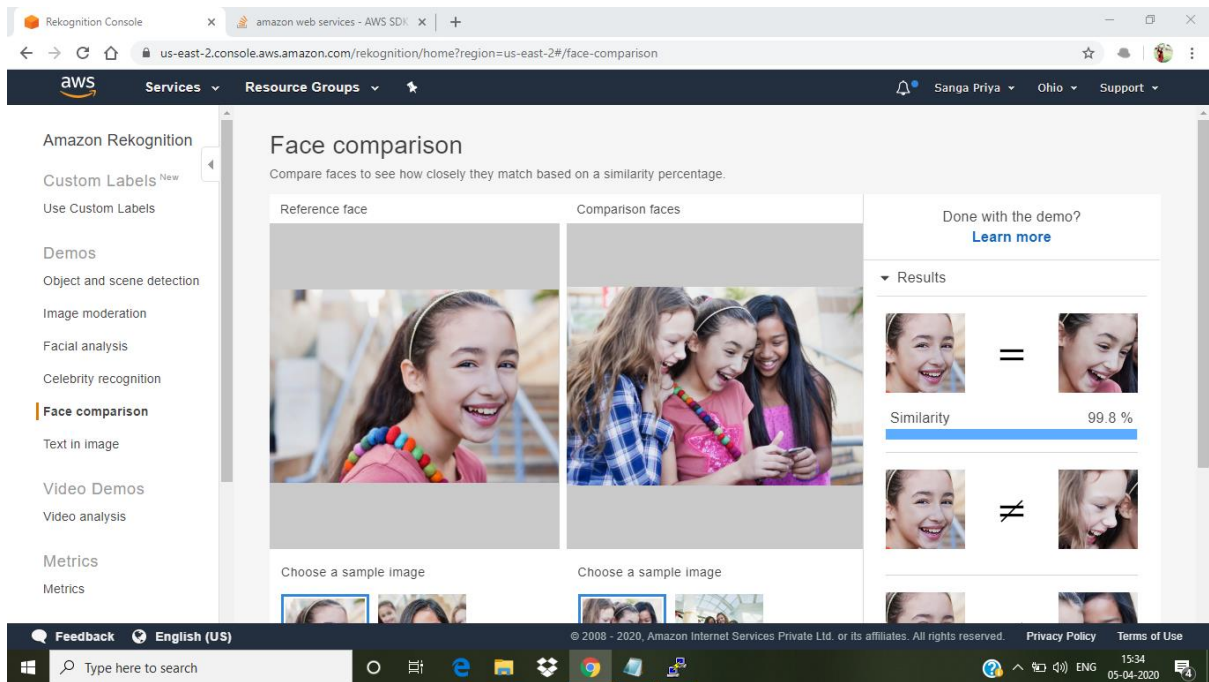 Rekognition Console
amazon web services - AWS SDK
us-east-2.console.aws.amazon.com/rekognition/home?region=us-east-2#/face-comparison
aws Services Resource Groups Sanga Priya Ohio Support
Amazon Rekognition
Custom Labels New
Use Custom Labels
Demos
Object and scene detection
Image moderation
Facial analysis
Celebrity recognition
Face comparison
Text in image
Video Demos
Video analysis
Metrics
Metrics
Face comparison
Compare faces to see how closely they match based on a similarity percentage.
Reference face
Comparison faces
Choose a sample image
Choose a sample image
Done with the demo?
Learn more
Results
=
Similarity 99.8 %
≠
Feedback English (US) © 2008 - 2020, Amazon Internet Services Private Ltd. or its affiliates. All rights reserved. Privacy Policy Terms of Use
Type here to search
ENG
15:34
05-04-2020
4